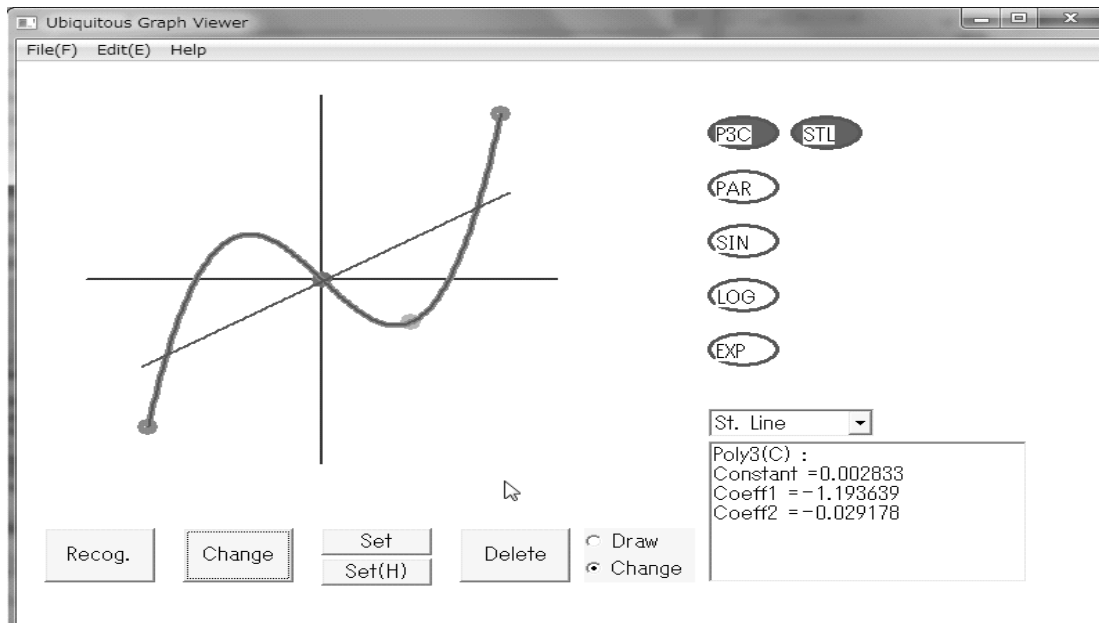 Ubiquitous Graph Viewer
File(F) Edit(E) Help
P3C STL
PAR
SIN
LOG
EXP
St. Line
Poly3(C) :
Constant =0.002833
Coeff1 =-1.193639
Coeff2 =-0.029178
Recog.
Change
Set
Set(H)
Delete
Draw
Change